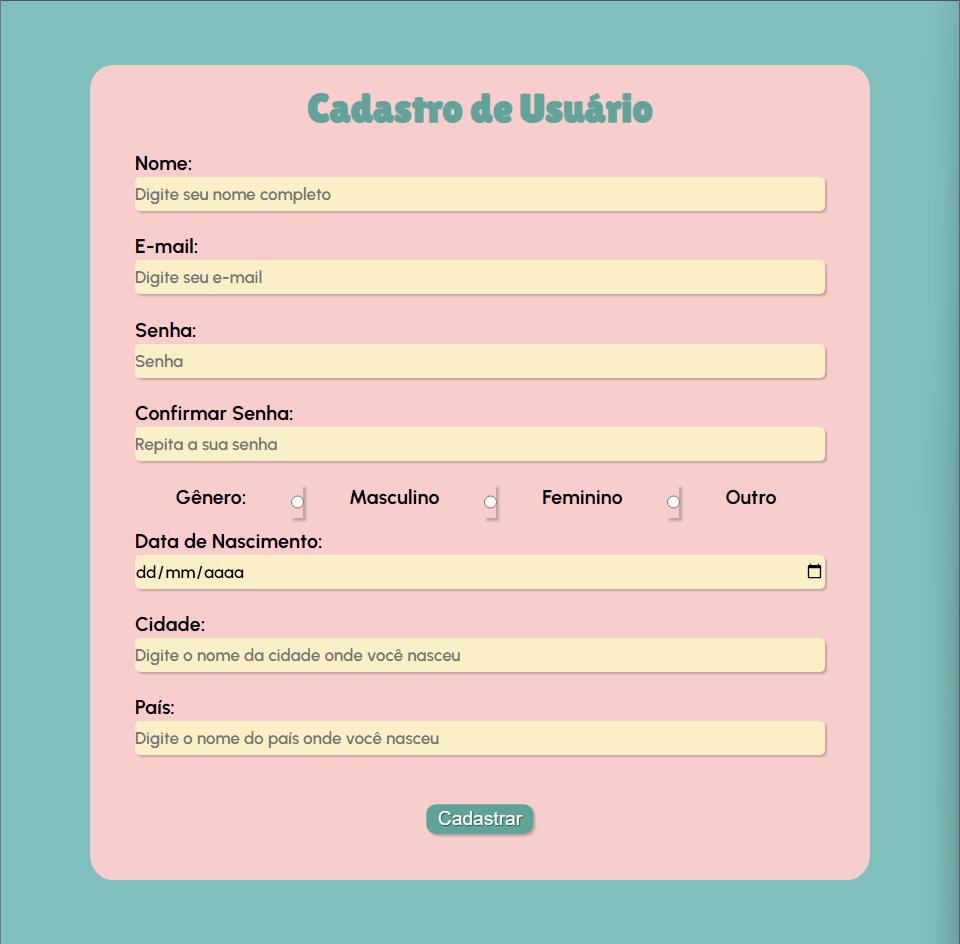 Cadastro de Usuário
Nome:
Digite seu nome completo
E-mail:
Digite seu e-mail
Senha:
Senha
Confirmar Senha:
Repita a sua senha
Gênero: Masculino Feminino Outro
Data de Nascimento:
dd/mm/aaaa
Cidade:
Digite o nome da cidade onde você nasceu
País:
Digite o nome do país onde você nasceu
Cadastrar